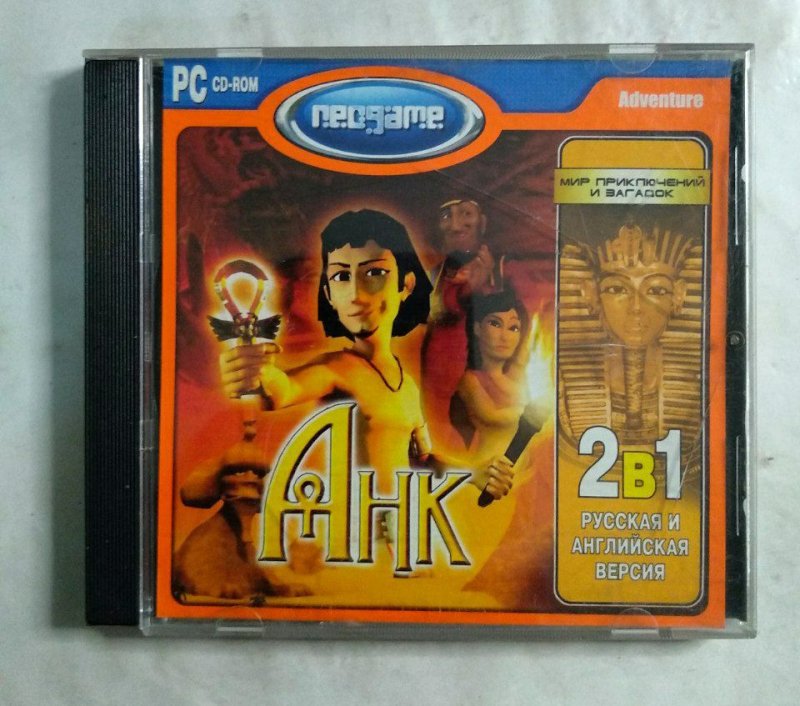 PC CD-ROM
neogame
Adventure
МИР ПРИКЛЮЧЕНИЙ
И ЗАГАДОК
АНК
2в1
РУССКАЯ И
АНГЛИЙСКАЯ
ВЕРСИЯ